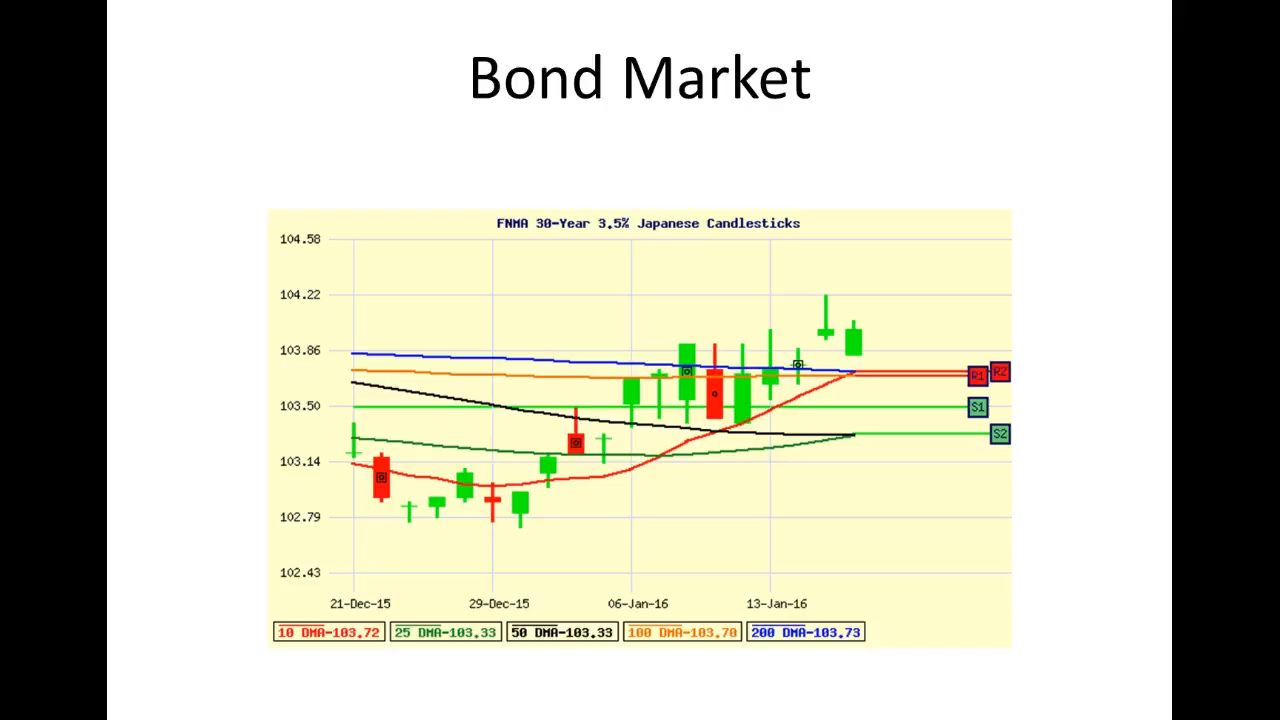 Bond Market
FNMA 30-Year 3.5% Japanese Candlesticks
104.58
104.22
103.86
R1 R2
103.50
S1
S2
103.14
102.79
102.43
21-Dec-15 29-Dec-15 06-Jan-16 13-Jan-16
10 DMA-103.72 25 DMA-103.33 50 DMA-103.33 100 DMA-103.70 200 DMA-103.73